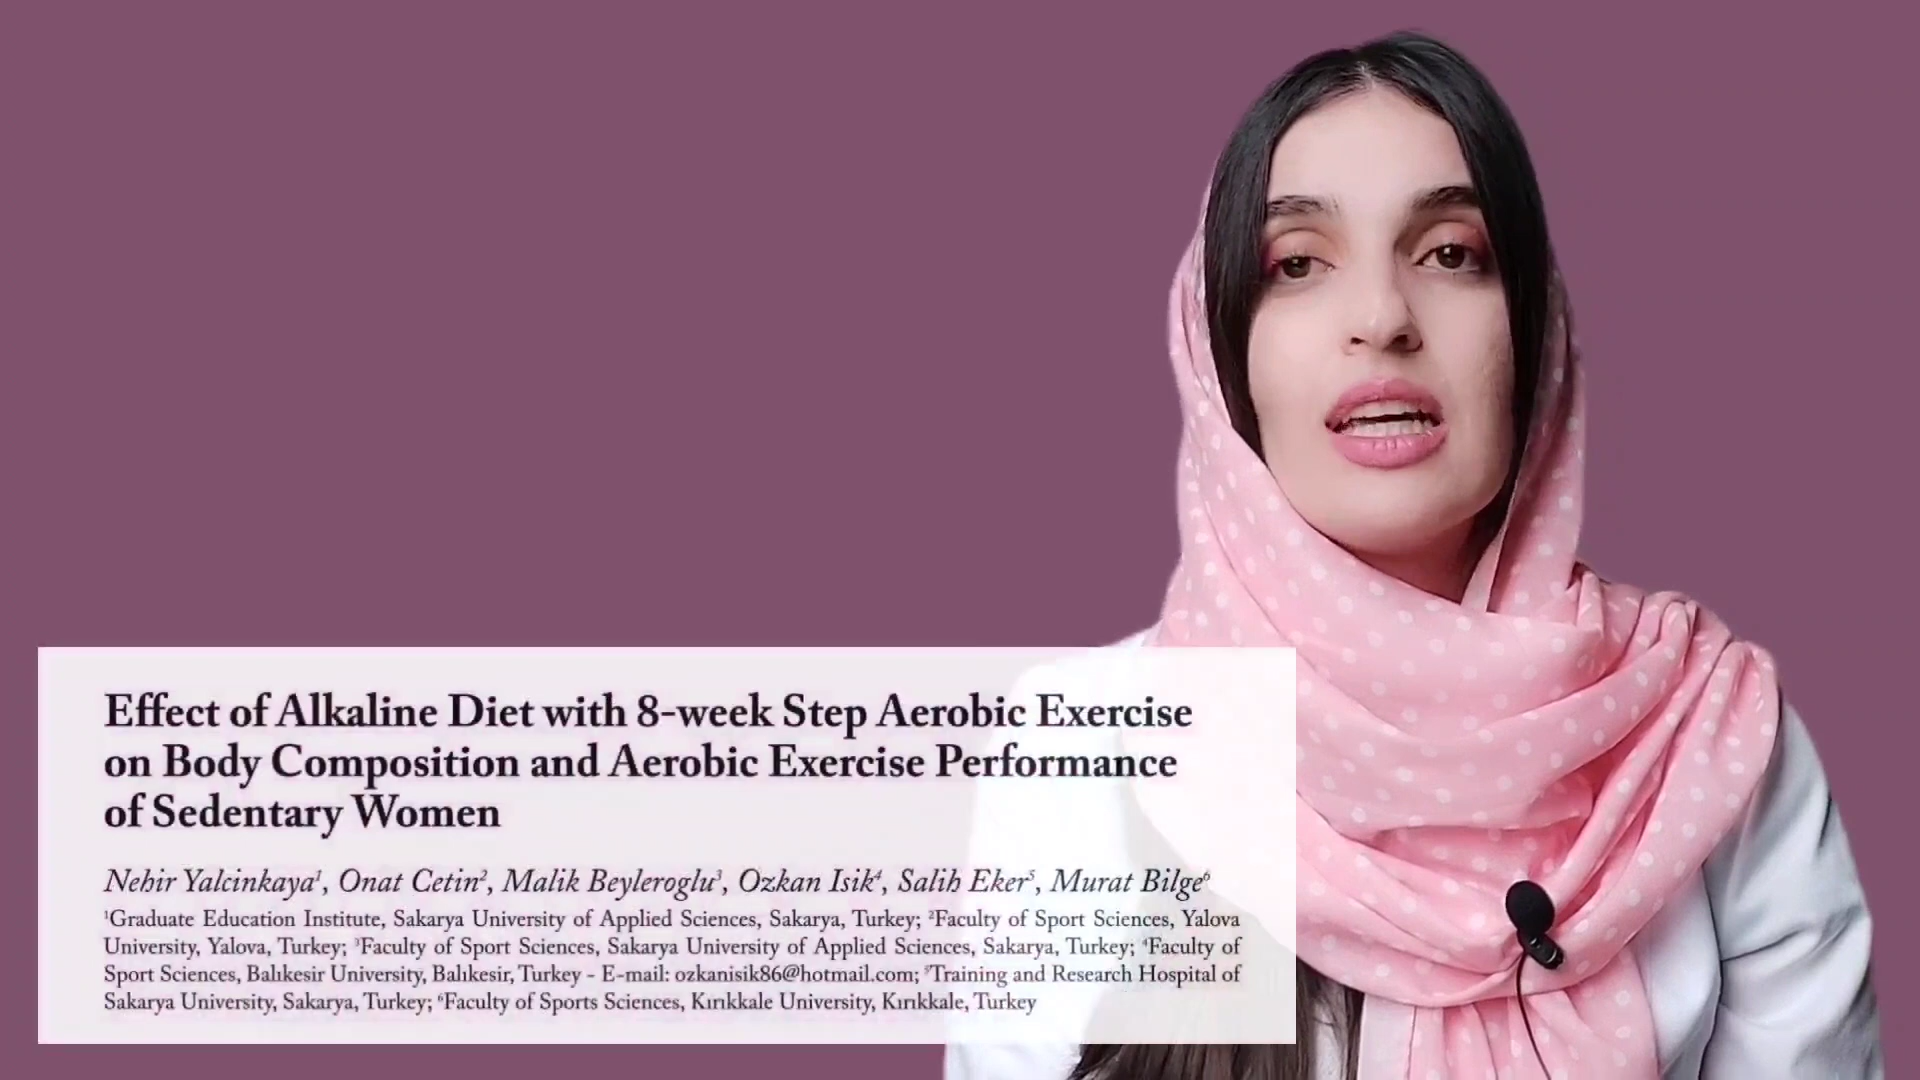 Effect of Alkaline Diet with 8-week Step Aerobic Exercise
on Body Composition and Aerobic Exercise Performance
of Sedentary Women
Nehir Yalcinkaya¹, Onat Cetin², Malik Beyleroglu³, Ozkan Isik⁴, Salih Eker⁵, Murat Bilge⁶
¹Graduate Education Institute, Sakarya University of Applied Sciences, Sakarya, Turkey; ²Faculty of Sport Sciences, Yalova
University, Yalova, Turkey; ³Faculty of Sport Sciences, Sakarya University of Applied Sciences, Sakarya, Turkey; ⁴Faculty of
Sport Sciences, Balıkesir University, Balıkesir, Turkey - E-mail: ozkanisik86@hotmail.com; ⁵Training and Research Hospital of
Sakarya University, Sakarya, Turkey; ⁶Faculty of Sports Sciences, Kırıkkale University, Kırıkkale, Turkey